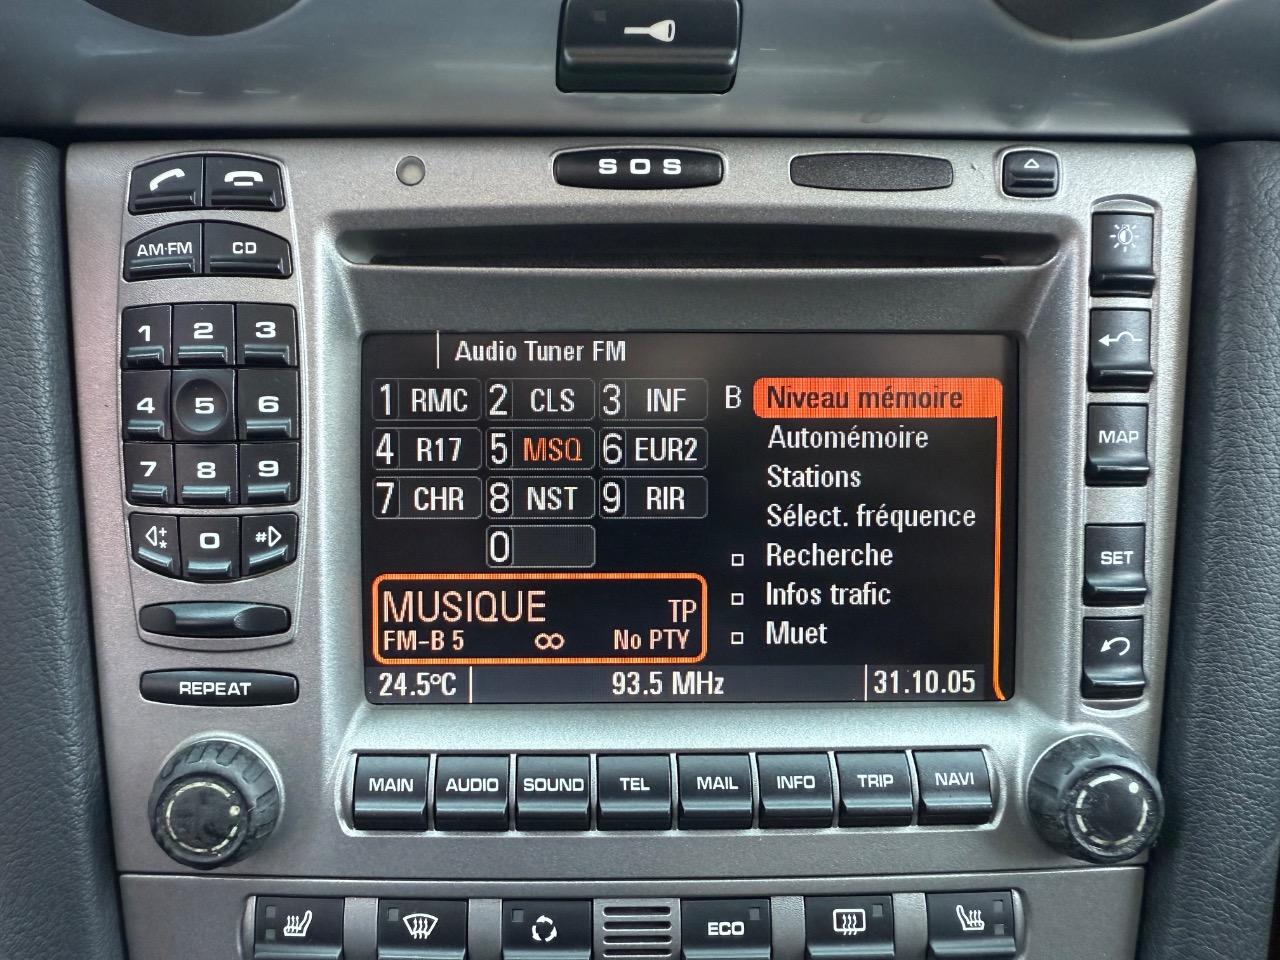 SOS
AM·FM CD
1 2 3
4 5 6
7 8 9
* 0 #
REPEAT
Audio Tuner FM
1 RMC 2 CLS 3 INF
4 R17 5 MSQ 6 EUR2
7 CHR 8 NST 9 RIR
0
B Niveau mémoire
Automémoire
Stations
Sélect. fréquence
Recherche
Infos trafic
Muet
MUSIQUE TP
FM-B 5 ∞ No PTY
24.5°C 93.5 MHz 31.10.05
MAP
SET
MAIN AUDIO SOUND TEL MAIL INFO TRIP NAVI
ECO